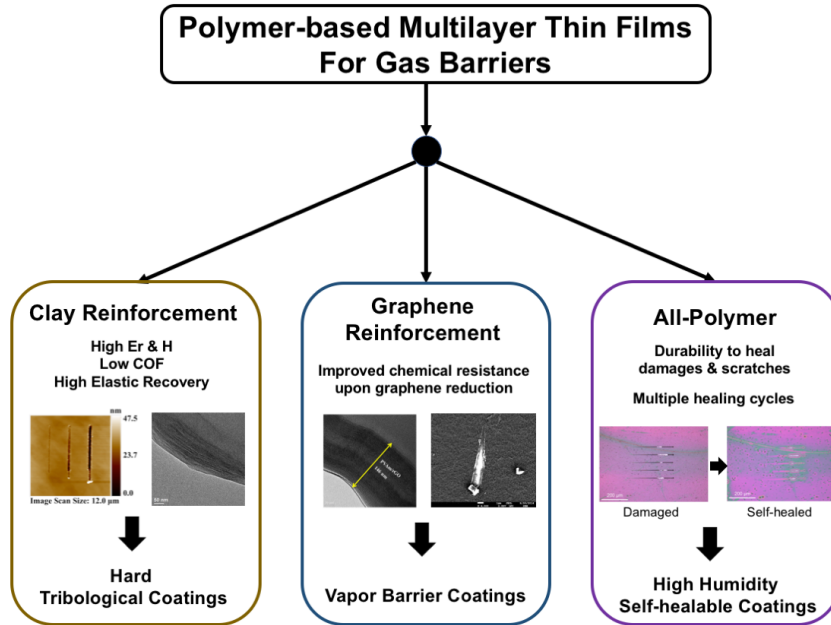 Polymer-based Multilayer Thin Films
For Gas Barriers
Clay Reinforcement
High Er & H
Low COF
High Elastic Recovery
nm
47.5
23.7
0.0
Image Scan Size: 12.0 μm
50 nm
Hard
Tribological Coatings
Graphene
Reinforcement
Improved chemical resistance
upon graphene reduction
Vapor Barrier Coatings
All-Polymer
Durability to heal
damages & scratches
Multiple healing cycles
200 μm
200 μm
Damaged
Self-healed
High Humidity
Self-healable Coatings